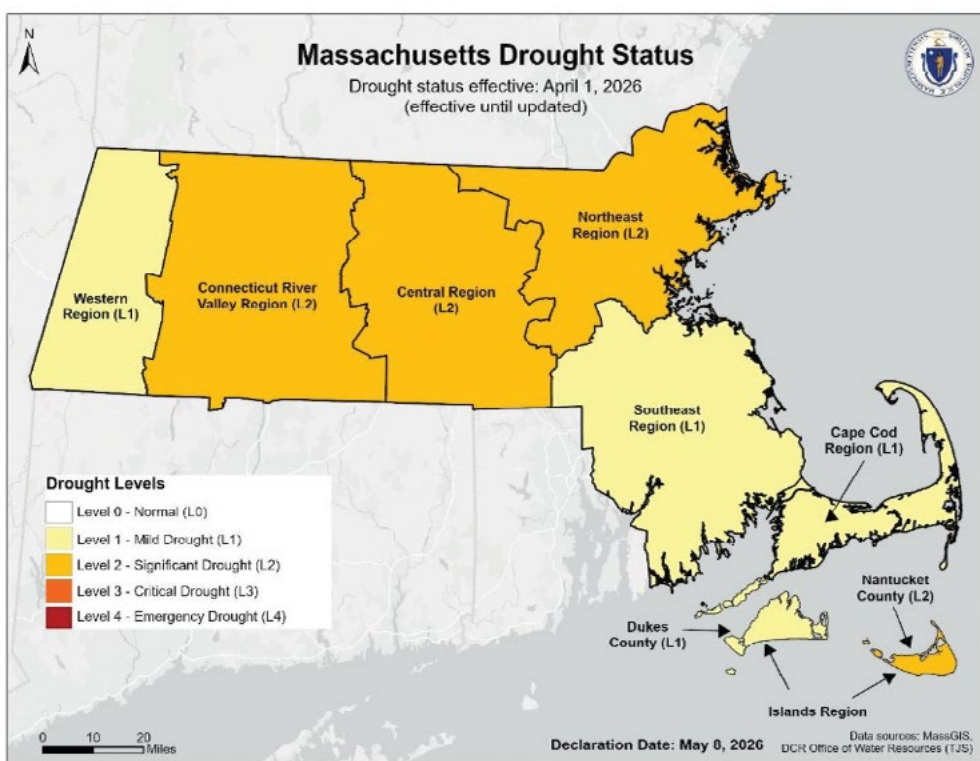 N
Massachusetts Drought Status
Drought status effective: April 1, 2026
(effective until updated)
Northeast
Region (L2)
Western
Region (L1)
Connecticut River
Valley Region (L2)
Central Region
(L2)
Southeast
Region (L1)
Cape Cod
Region (L1)
Drought Levels
Level 0 - Normal (L0)
Level 1 - Mild Drought (L1)
Level 2 - Significant Drought (L2)
Level 3 - Critical Drought (L3)
Level 4 - Emergency Drought (L4)
Nantucket
County (L2)
Dukes
County (L1)
Islands Region
0 10 20
Miles
Declaration Date: May 8, 2026
Data sources: MassGIS,
DCR Office of Water Resources (TJS)